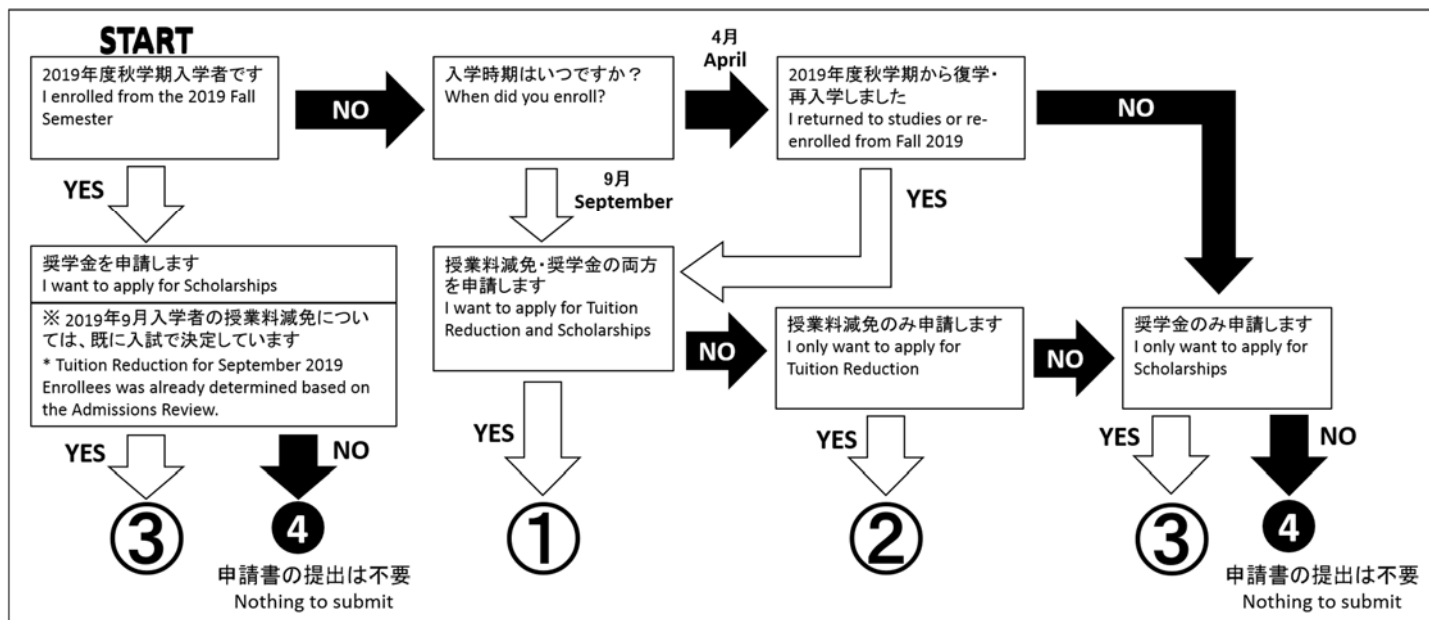 START
2019年度秋学期入学者です
I enrolled from the 2019 Fall
Semester
NO
入学時期はいつですか？
When did you enroll?
4月
April
2019年度秋学期から復学・
再入学しました
I returned to studies or re-
enrolled from Fall 2019
NO
YES
9月
September
YES
奨学金を申請します
I want to apply for Scholarships
※ 2019年9月入学者の授業料減免につい
ては、既に入試で決定しています
* Tuition Reduction for September 2019
Enrollees was already determined based on
the Admissions Review.
授業料減免・奨学金の両方
を申請します
I want to apply for Tuition
Reduction and Scholarships
NO
授業料減免のみ申請します
I only want to apply for
Tuition Reduction
NO
奨学金のみ申請します
I only want to apply for
Scholarships
YES
NO
YES
YES
YES
NO
③
❹
申請書の提出は不要
Nothing to submit
①
②
③
❹
申請書の提出は不要
Nothing to submit